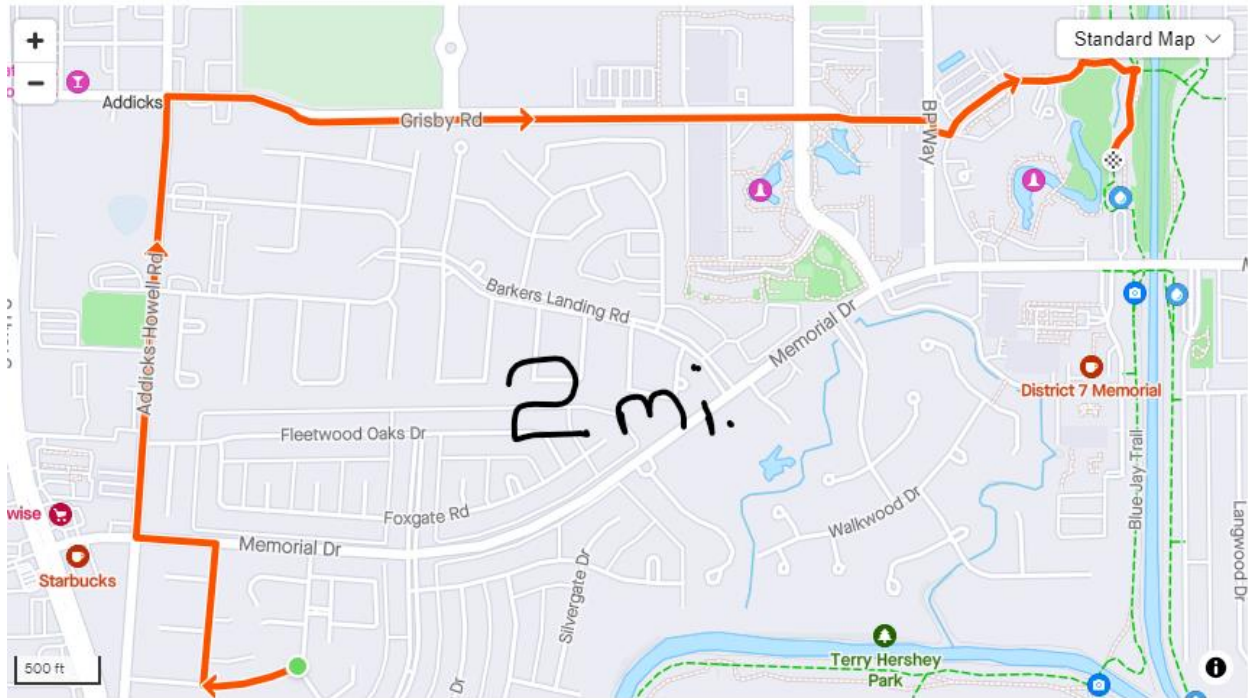 +
Standard Map
−
Addicks
Grisby Rd
BP Way
Addicks-Howell Rd
Barkers Landing Rd
Memorial Dr
2 mi.
District 7 Memorial
Fleetwood Oaks Dr
Blue Jay Trail
Foxgate Rd
Walkwood Dr
wise
Langwood Dr
Memorial Dr
Starbucks
Silvergate Dr
Terry Hershey
Park
500 ft
Dr